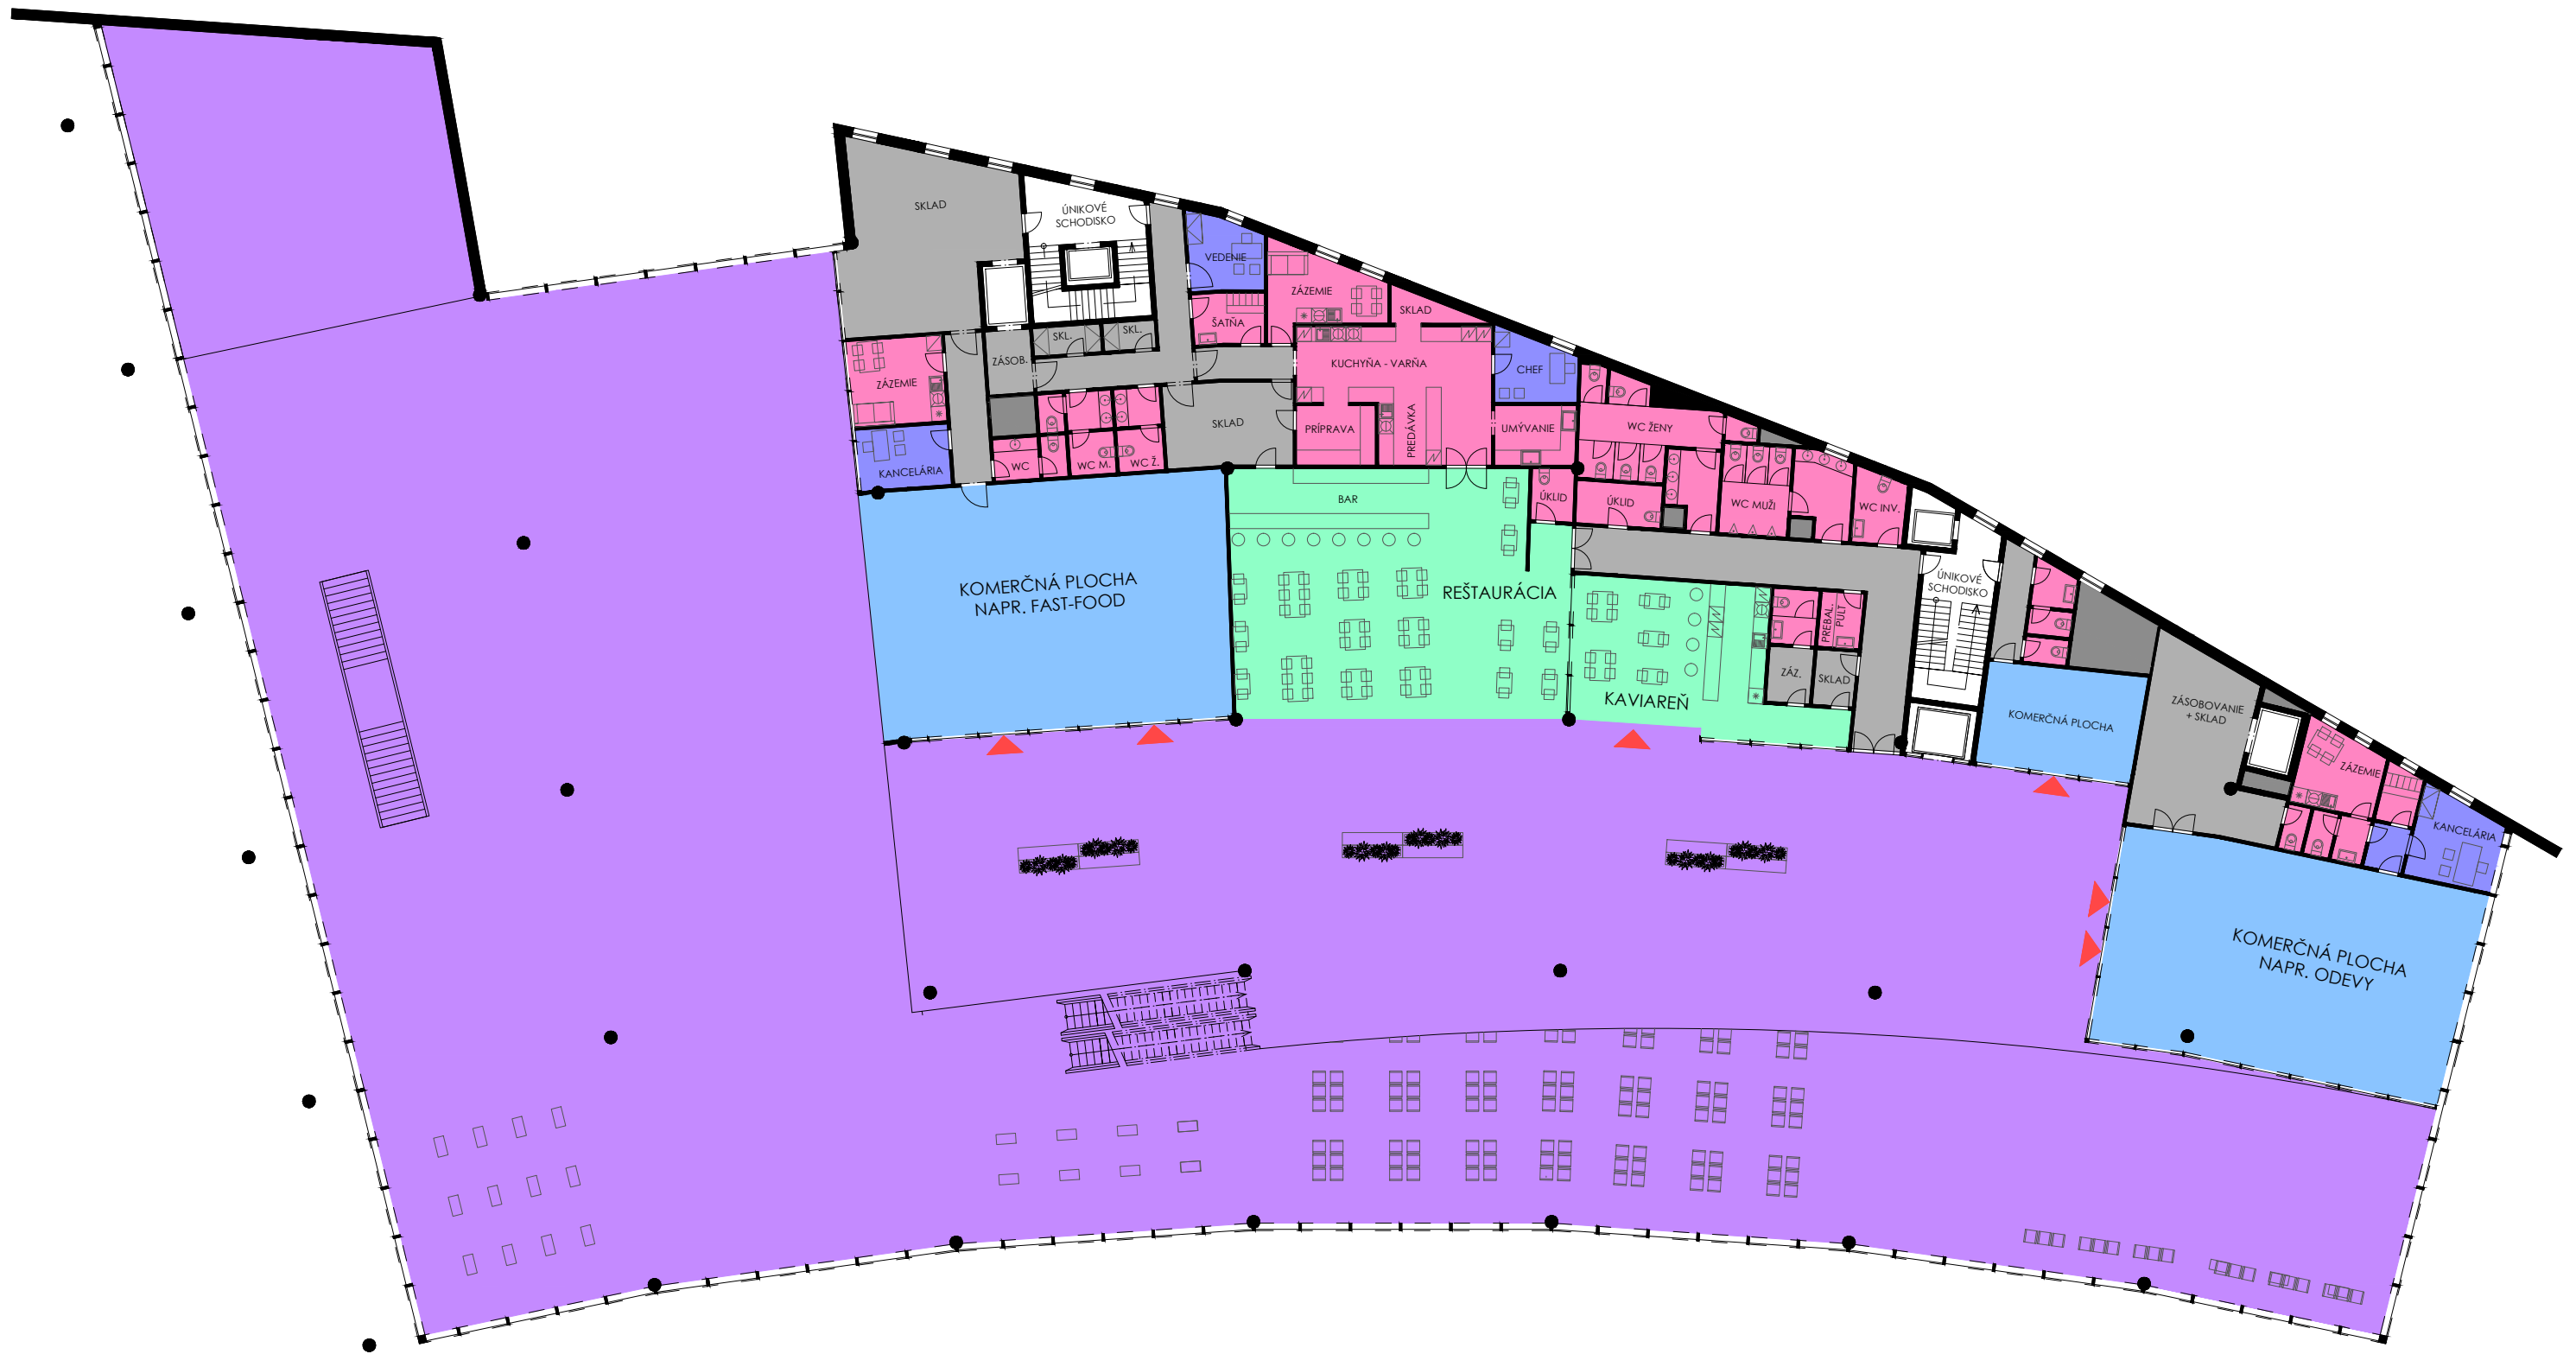 SKLAD
ÚNIKOVÉ
SCHODISKO
VEDENIE
ZÁZEMIE
SKLAD
ŠATŇA
SKL.
SKL.
ZÁSOB.
KUCHYŇA - VARŇA
CHEF
ZÁZEMIE
PREDÁVKA
PRÍPRAVA
UMÝVANIE
SKLAD
WC ŽENY
KANCELÁRIA
WC
WC M.
WC Ž.
BAR
ÚKLID
ÚKLID
WC MUŽI
WC INV.
KOMERČNÁ PLOCHA
NAPR. FAST-FOOD
REŠTAURÁCIA
ÚNIKOVÉ
SCHODISKO
PREBAL.
PULT
ZÁZ.
SKLAD
KAVIAREŇ
KOMERČNÁ PLOCHA
ZÁSOBOVANIE
+ SKLAD
ZÁZEMIE
KANCELÁRIA
KOMERČNÁ PLOCHA
NAPR. ODEVY